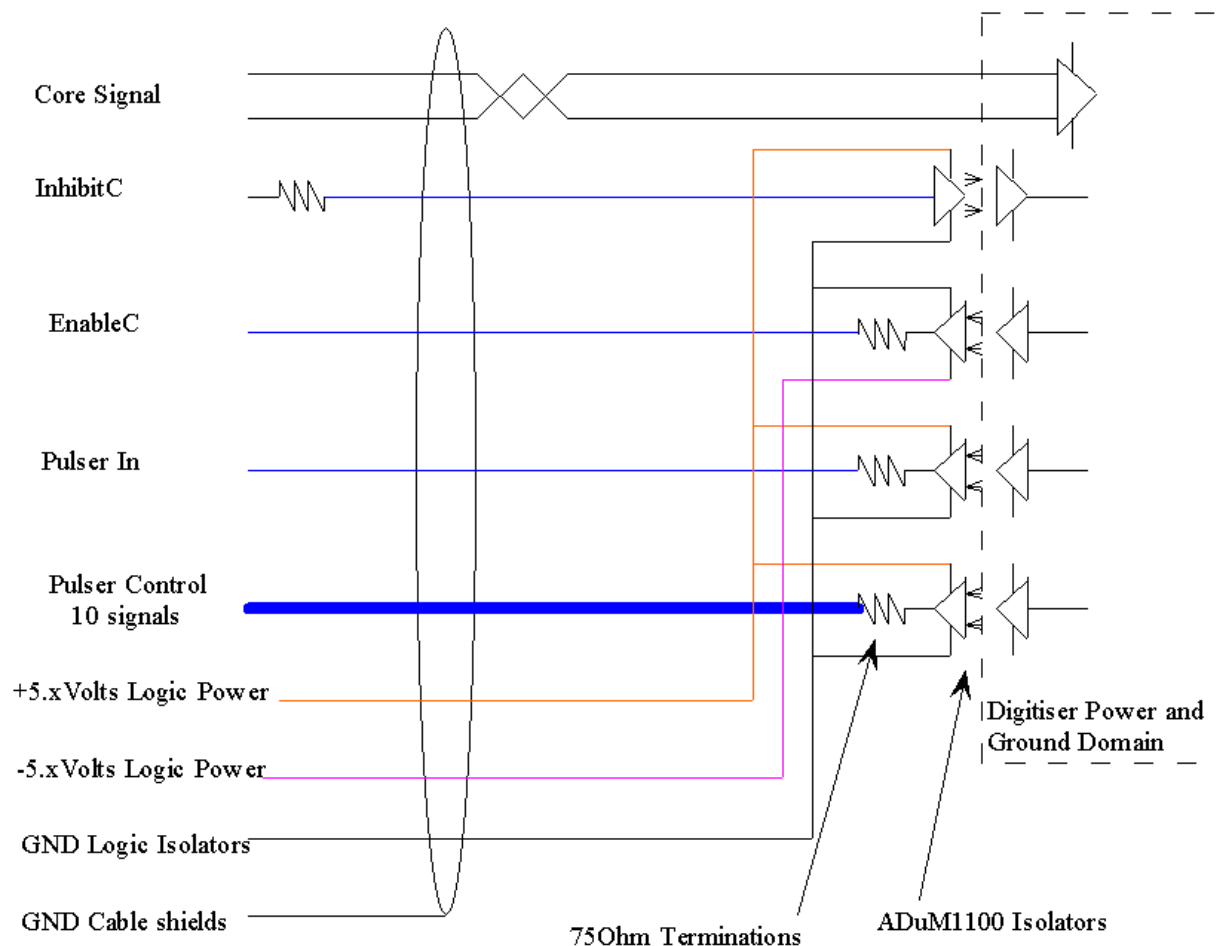 Core Signal
InhibitC
EnableC
Pulser In
Pulser Control
10 signals
+5.xVolts Logic Power
-5.xVolts Logic Power
GND Logic Isolators
GND Cable shields
Digitiser Power and
Ground Domain
75Ohm Terminations
ADuM1100 Isolators